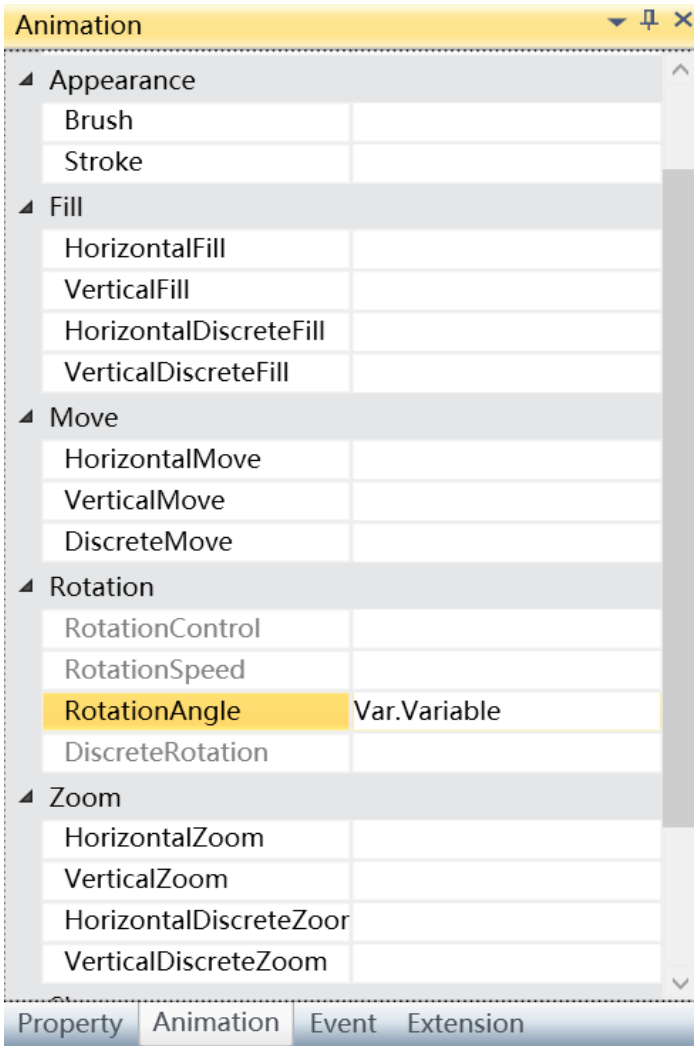 Animation
Appearance
Brush
Stroke
Fill
HorizontalFill
VerticalFill
HorizontalDiscreteFill
VerticalDiscreteFill
Move
HorizontalMove
VerticalMove
DiscreteMove
Rotation
RotationControl
RotationSpeed
RotationAngle Var.Variable
DiscreteRotation
Zoom
HorizontalZoom
VerticalZoom
HorizontalDiscreteZoor
VerticalDiscreteZoom
Property Animation Event Extension